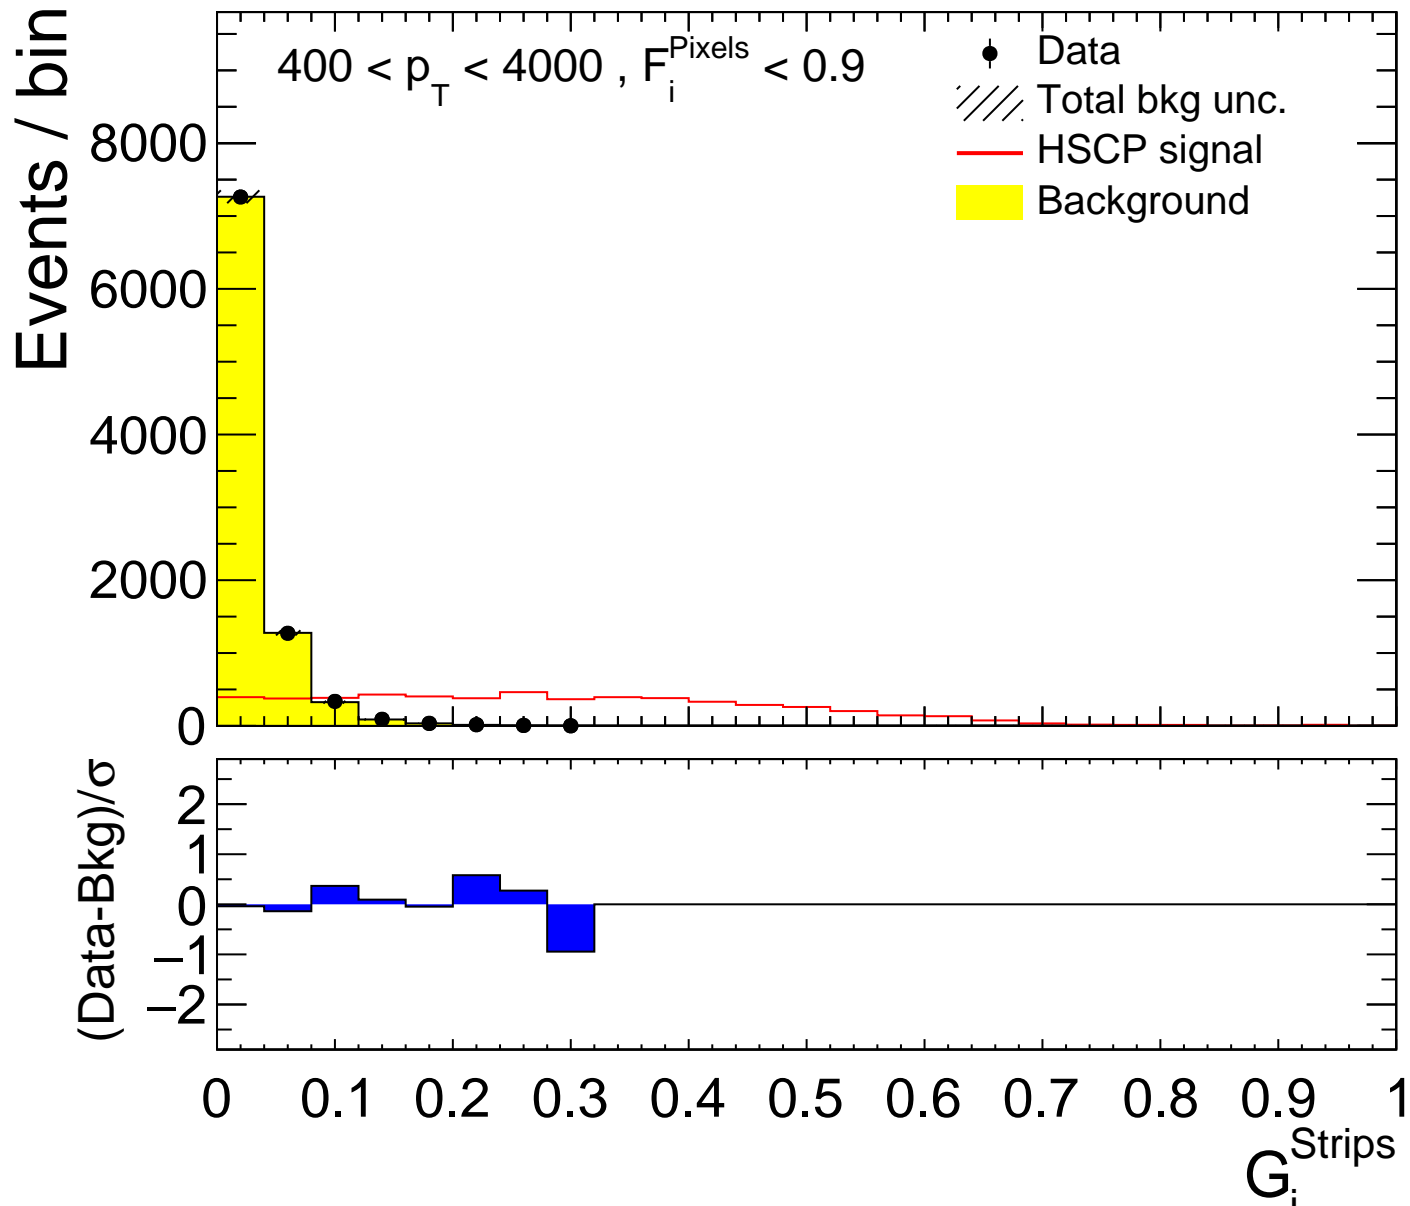 Events / bin
400 < p_T < 4000 , F_i^Pixels < 0.9
Data
Total bkg unc.
HSCP signal
Background
8000
6000
4000
2000
0
(Data-Bkg)/σ
2
1
0
−1
−2
0 0.1 0.2 0.3 0.4 0.5 0.6 0.7 0.8 0.9 1
G_i^Strips